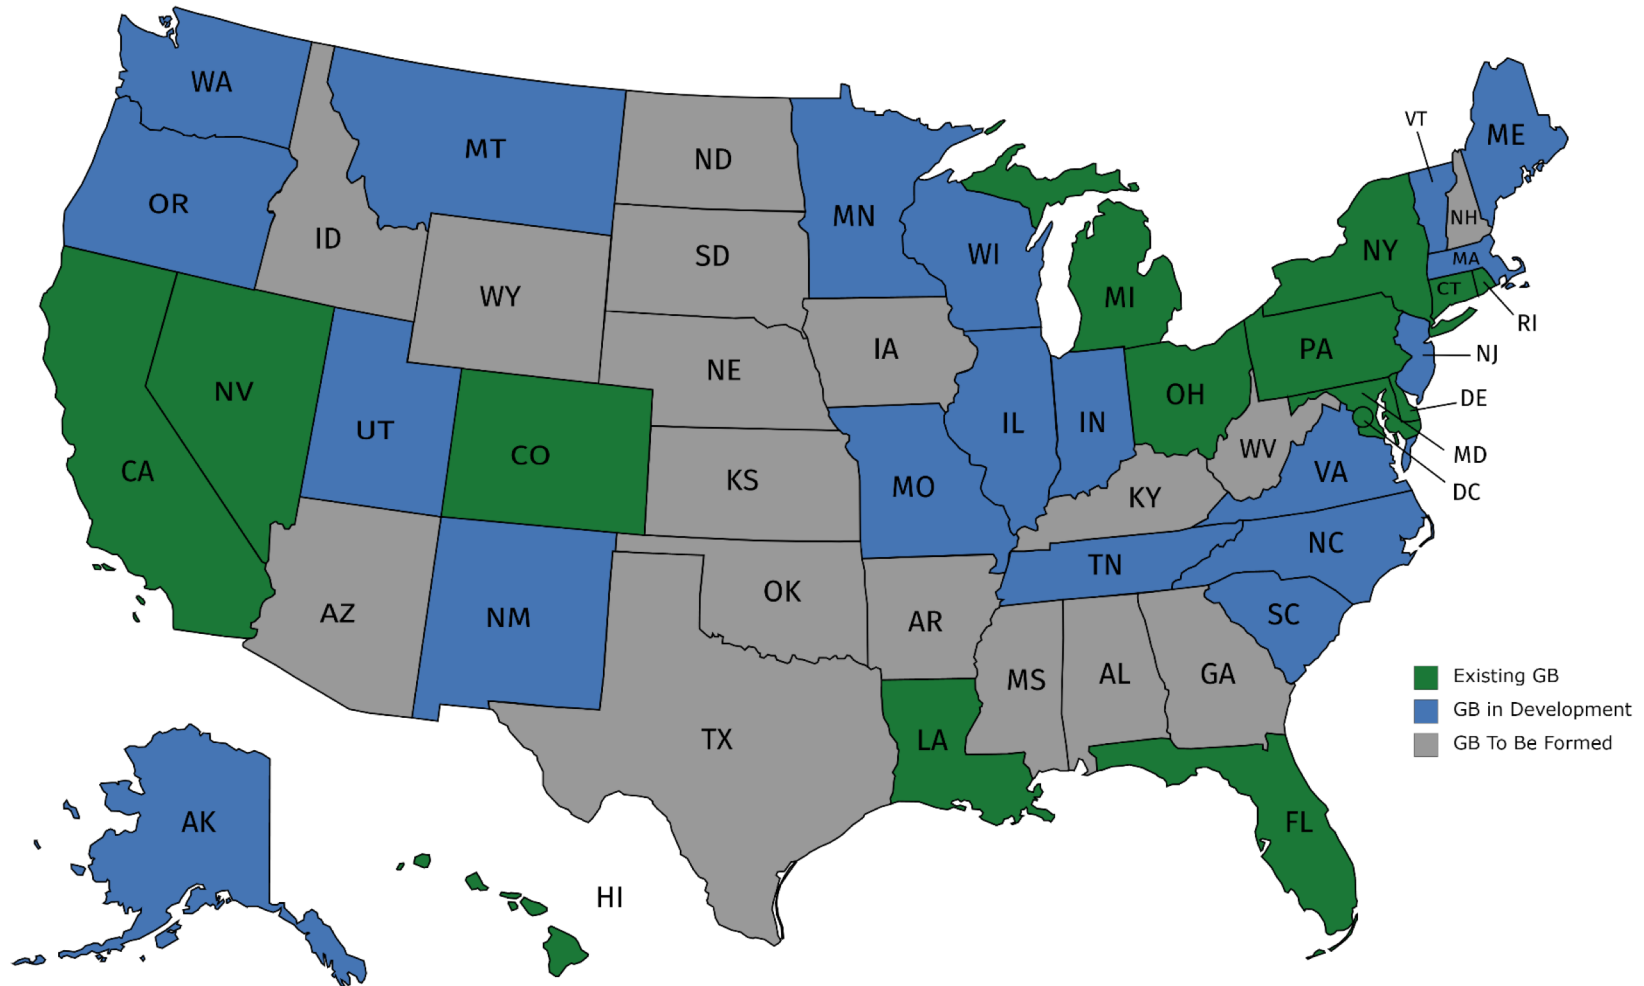 WA
MT
ND
MN
VT
ME
OR
ID
SD
WI
NY
NH
MA
WY
MI
CT
RI
NE
IA
PA
NJ
NV
UT
OH
DE
CA
CO
KS
MO
IL
IN
WV
VA
MD
DC
KY
NC
TN
AZ
NM
OK
AR
SC
MS
AL
GA
TX
LA
FL
AK
HI
Existing GB
GB in Development
GB To Be Formed